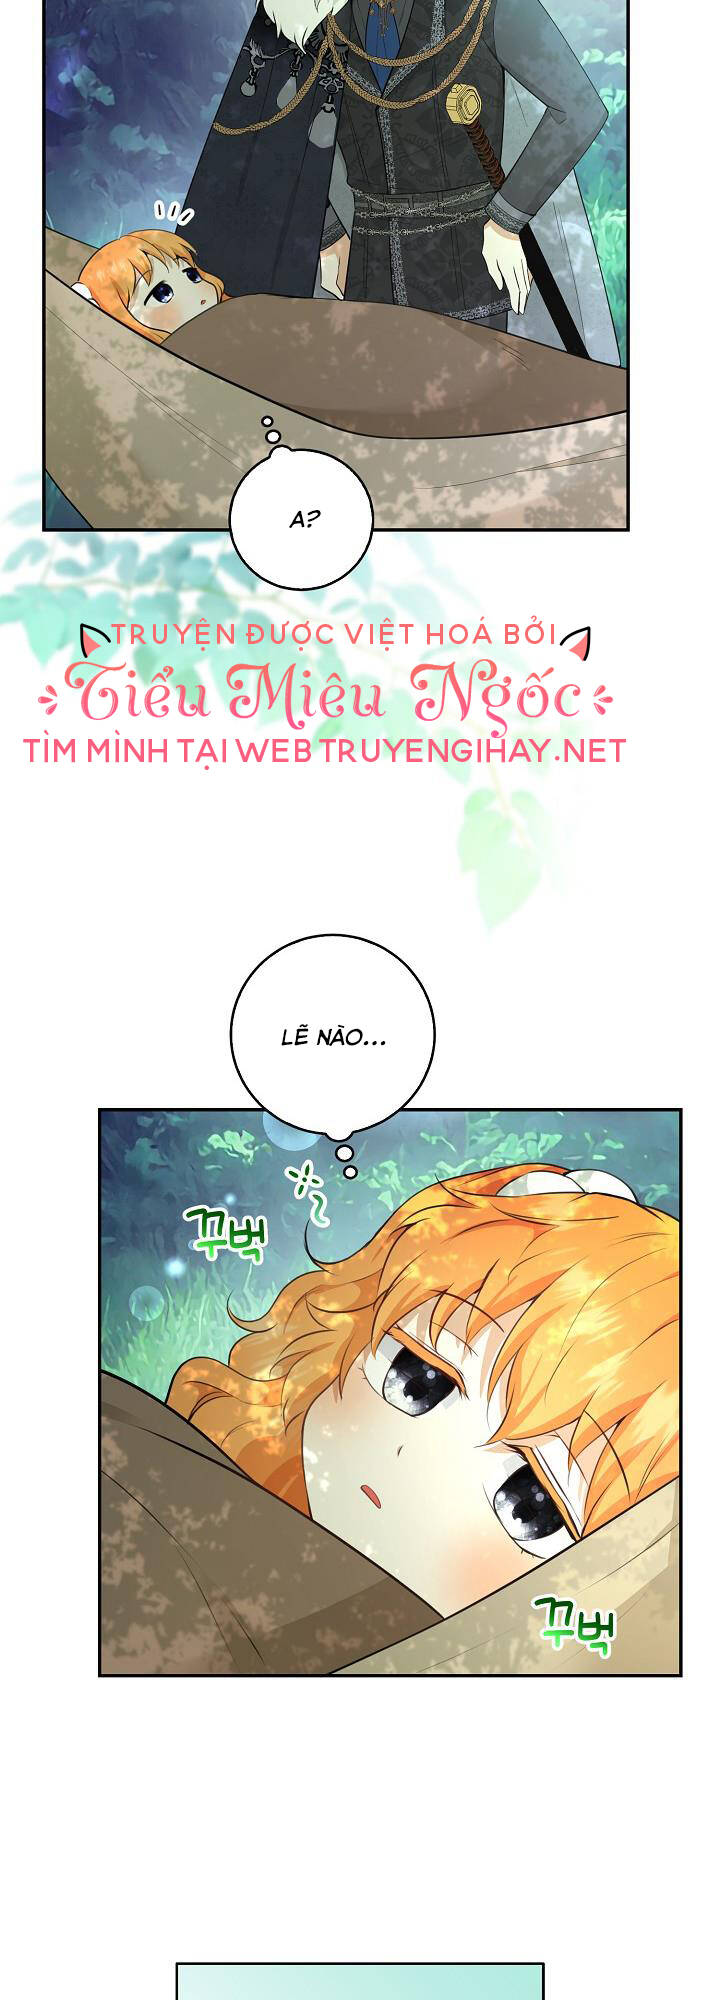 A?
TRUYỆN ĐƯỢC VIỆT HOÁ BỞI
Tiểu Miêu Ngốc
TÌM MÌNH TẠI WEB TRUYENGIHAY.NET
LẼ NÀO...
꾸벅
꾸벅